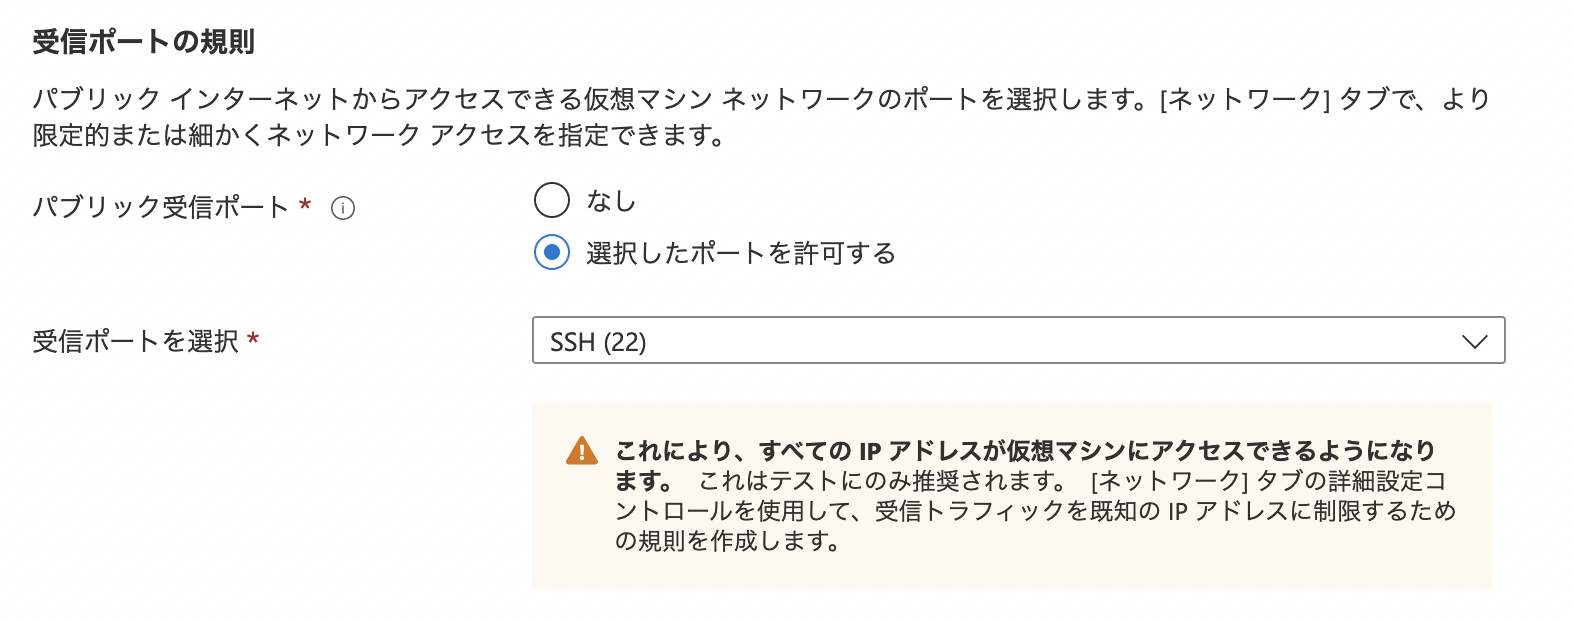 受信ポートの規則
パブリック インターネットからアクセスできる仮想マシン ネットワークのポートを選択します。[ネットワーク] タブで、より
限定的または細かくネットワーク アクセスを指定できます。
パブリック受信ポート *
なし
選択したポートを許可する
受信ポートを選択 *
SSH (22)
これにより、すべての IP アドレスが仮想マシンにアクセスできるようになり
ます。 これはテストにのみ推奨されます。 [ネットワーク] タブの詳細設定コ
ントロールを使用して、受信トラフィックを既知の IP アドレスに制限するため
の規則を作成します。